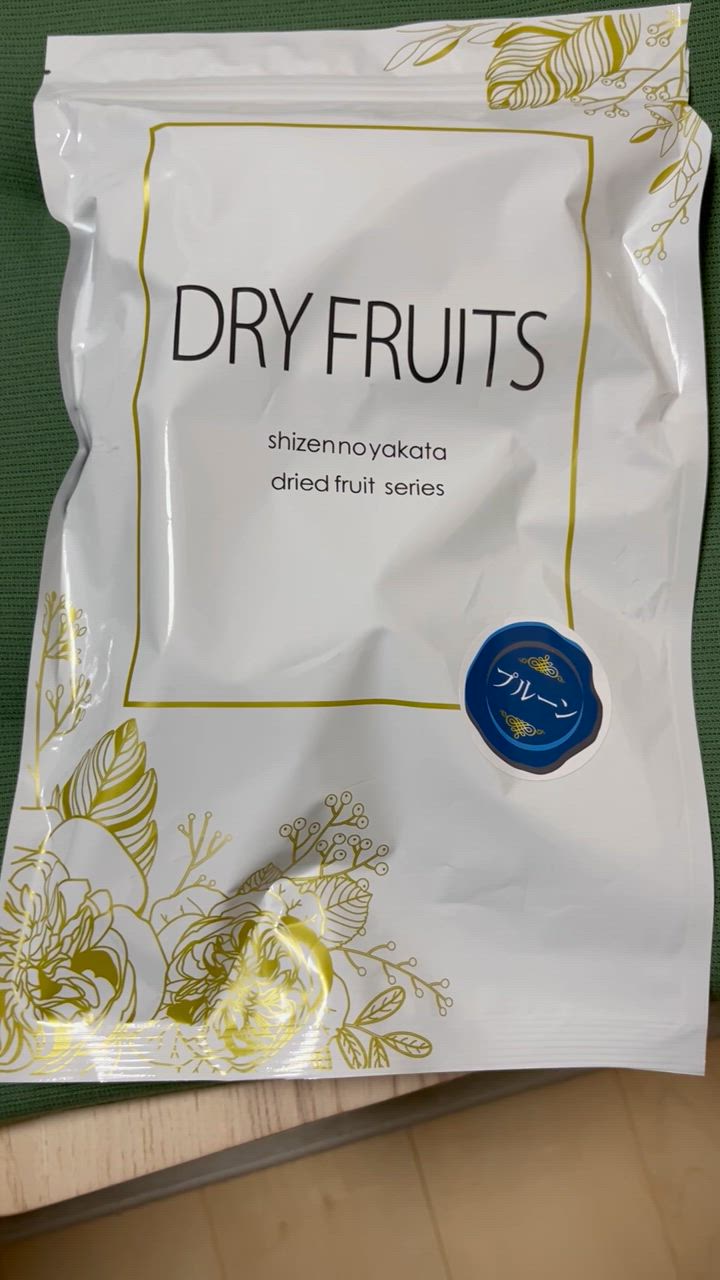 DRY FRUITS
shizennoyakata
dried fruit series
プルーン